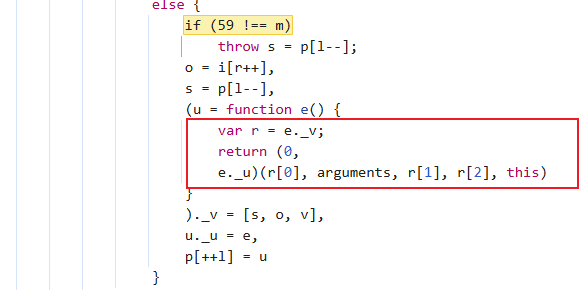 else {
if (59 !== m)
throw s = p[l--];
o = i[r++],
s = p[l--],
(u = function e() {
var r = e._v;
return (0,
e._u)(r[0], arguments, r[1], r[2], this)
}
)._v = [s, o, v],
u._u = e,
p[++l] = u
}